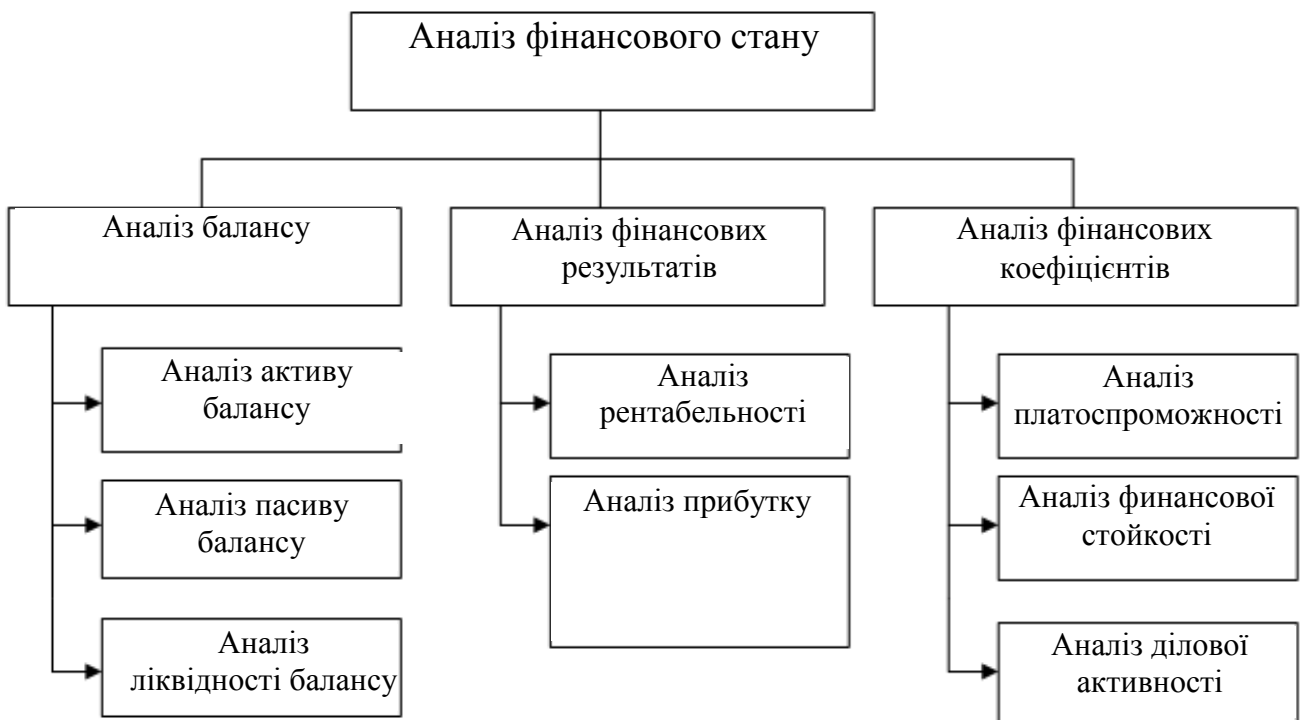 Аналіз фінансового стану
Аналіз балансу
Аналіз активу
балансу
Аналіз пасиву
балансу
Аналіз
ліквідності балансу
Аналіз фінансових
результатів
Аналіз
рентабельності
Аналіз прибутку
Аналіз фінансових
коефіцієнтів
Аналіз
платоспроможності
Аналіз финансової
стойкості
Аналіз ділової
активності